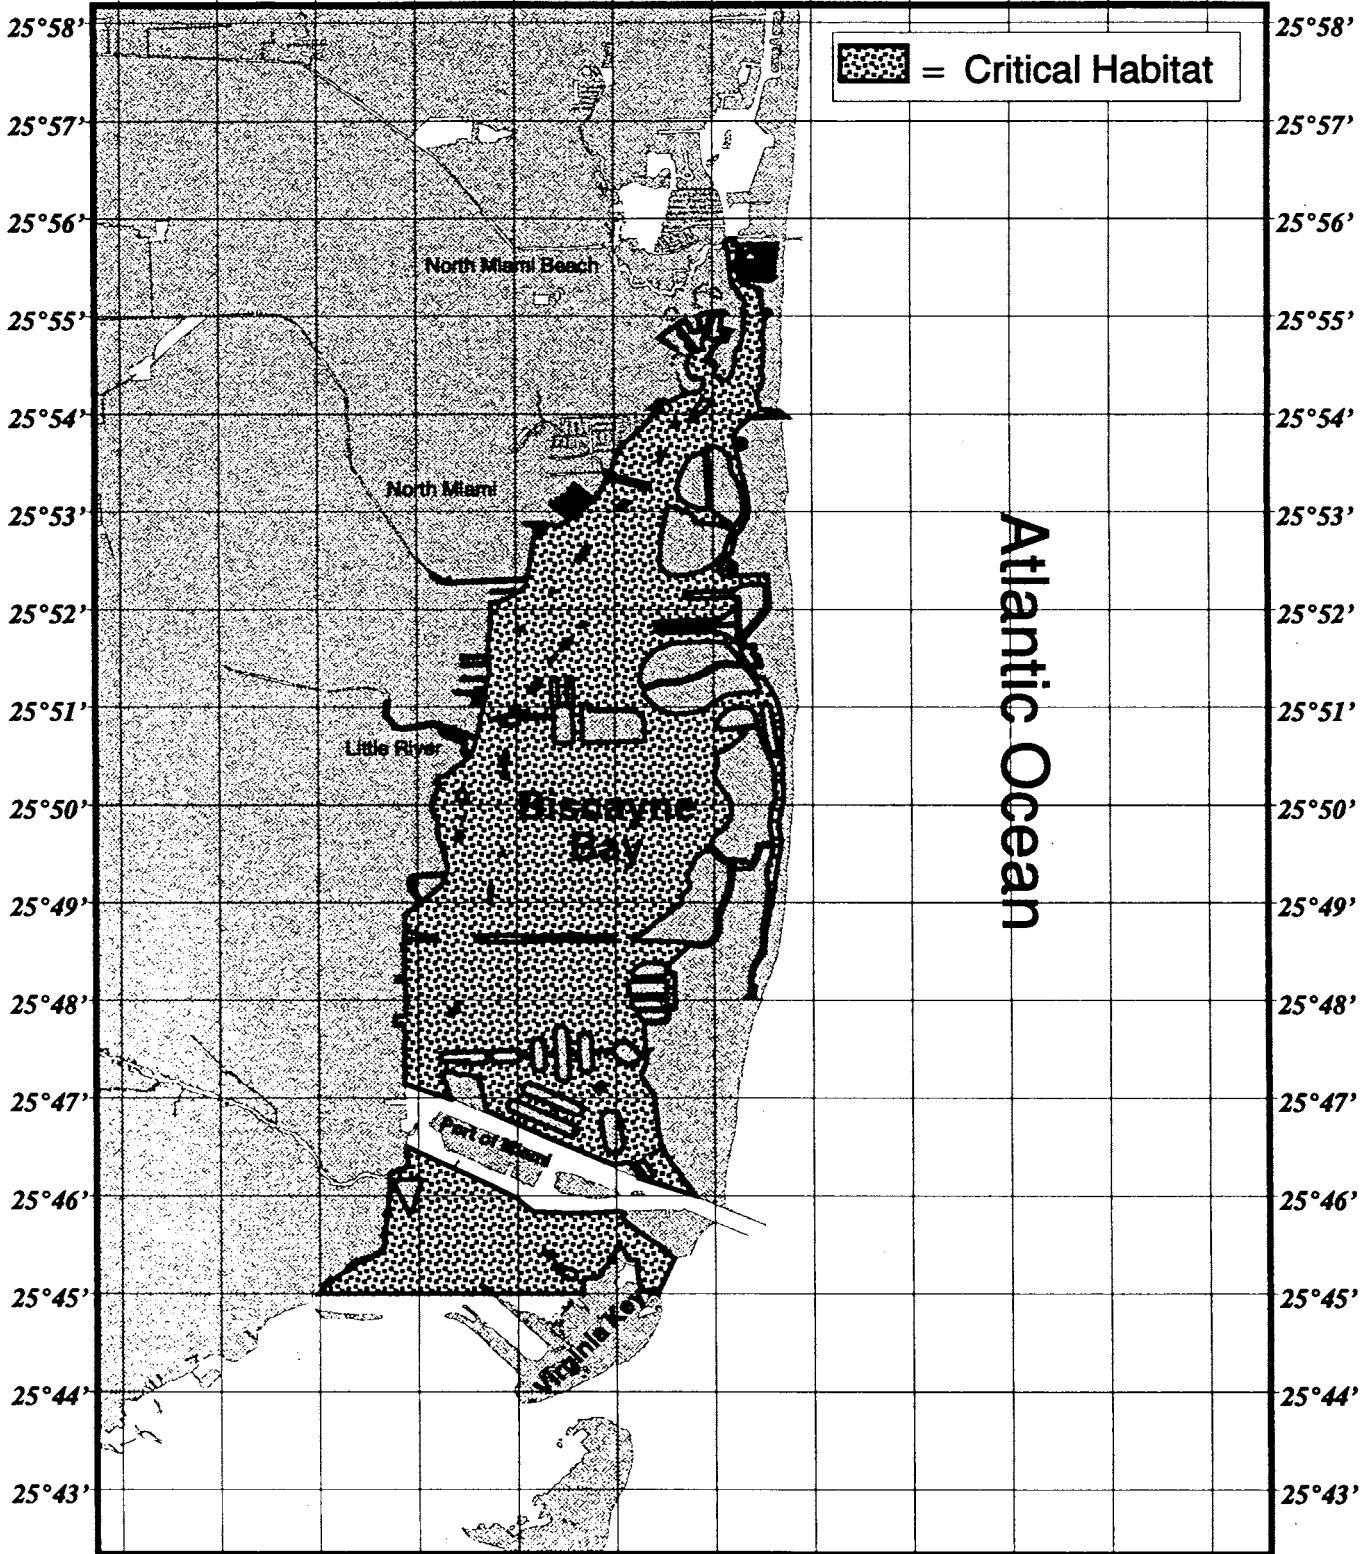 25°58’ 25°58’
= Critical Habitat
25°57’ 25°57’
25°56’ 25°56’
North Miami Beach
25°55’ 25°55’
25°54’ 25°54’
North Miami
25°53’ 25°53’
Atlantic Ocean
25°52’ 25°52’
25°51’ 25°51’
Little River
25°50’ 25°50’
Biscayne
Bay
25°49’ 25°49’
25°48’ 25°48’
25°47’ 25°47’
Port of Miami
25°46’ 25°46’
25°45’ 25°45’
Virginia Key
25°44’ 25°44’
25°43’ 25°43’